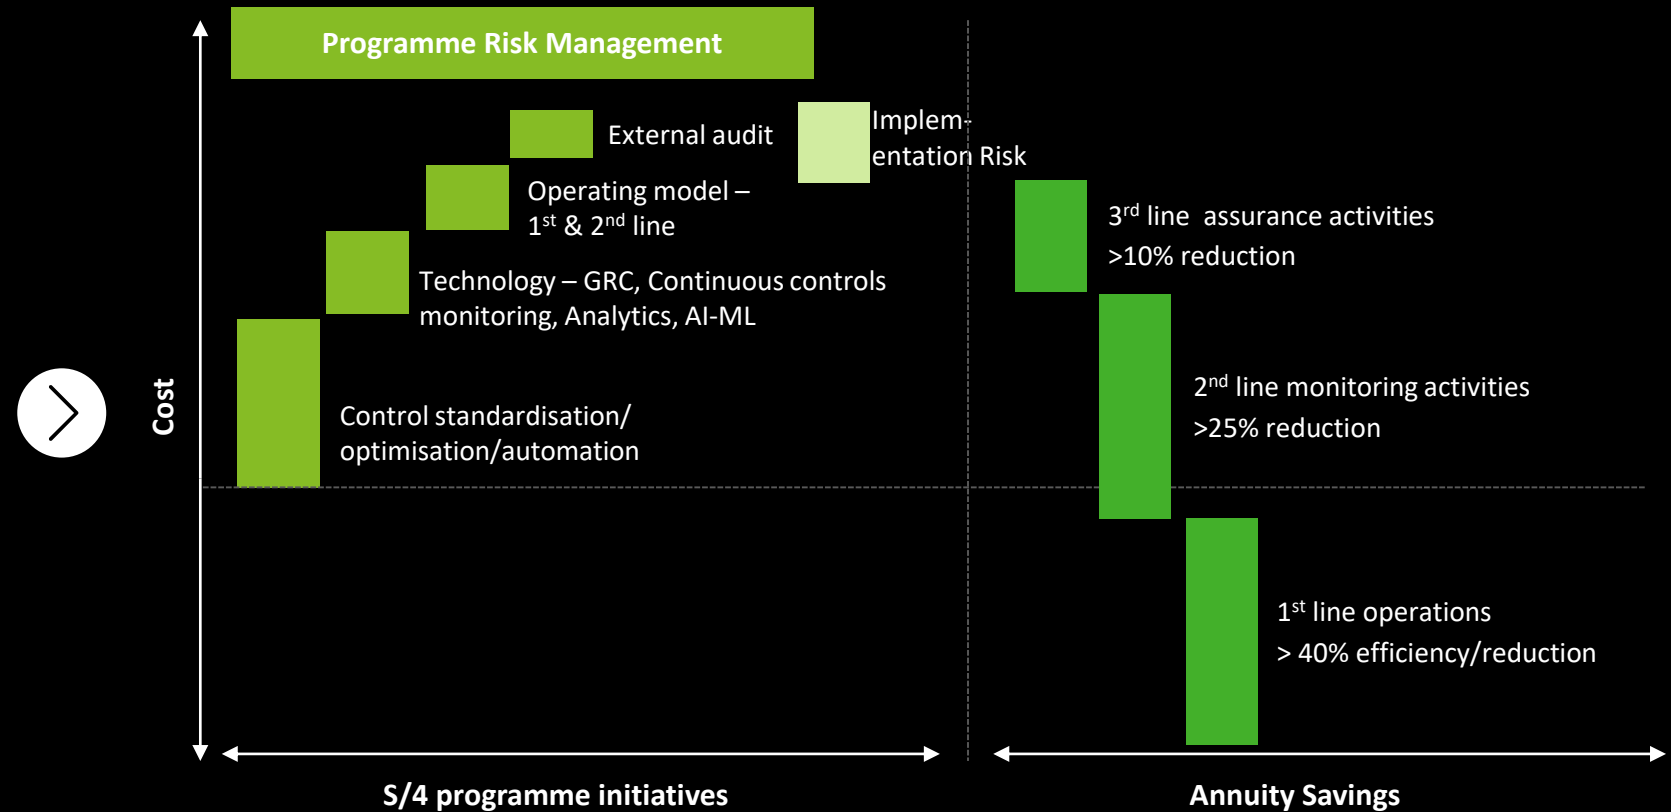 Programme Risk Management
External audit
Implem-
entation Risk
Operating model –
1st & 2nd line
3rd line  assurance activities
>10% reduction
Technology – GRC, Continuous controls
monitoring, Analytics, AI-ML
Cost
Control standardisation/
optimisation/automation
2nd line monitoring activities
>25% reduction
1st line operations
> 40% efficiency/reduction
S/4 programme initiatives
Annuity Savings